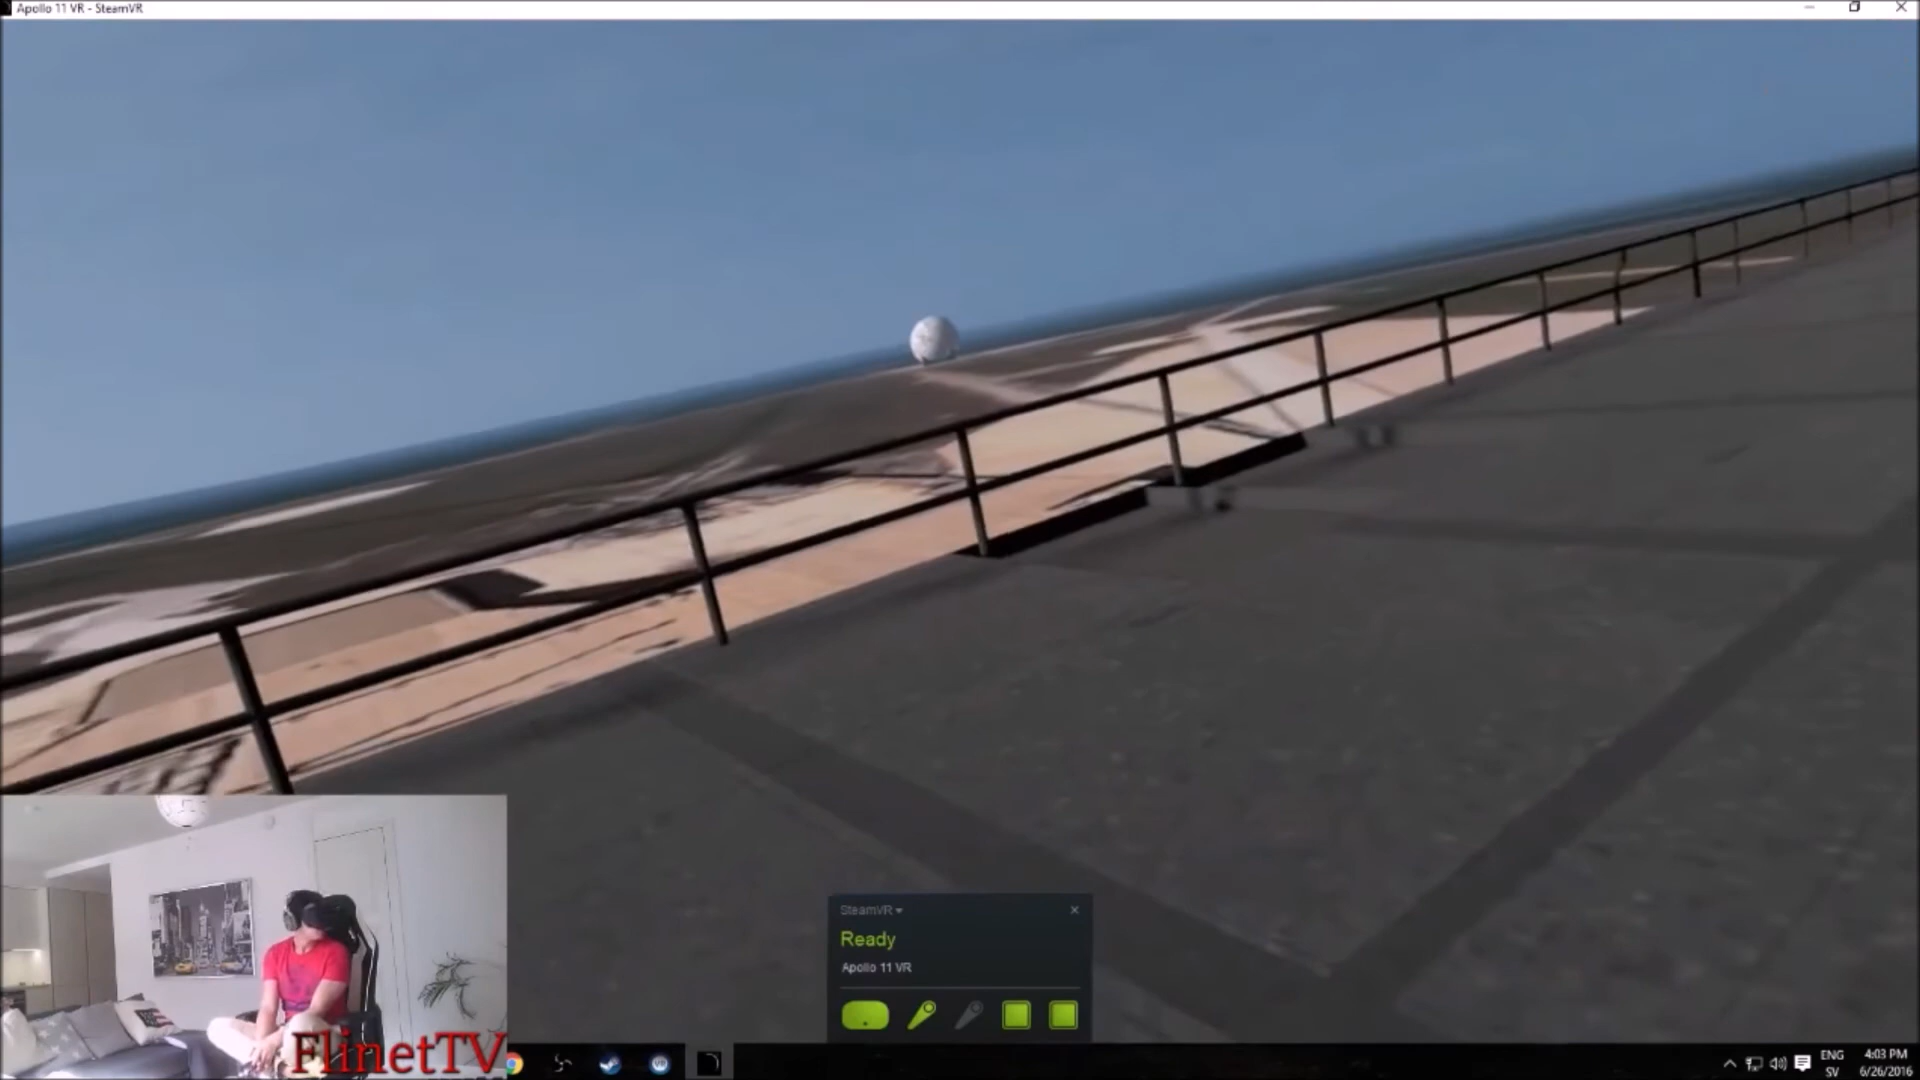 Apollo 11 VR - SteamVR
SteamVR
Ready
Apollo 11 VR
FlinetTV
ENG
SV
4:03 PM
6/26/2016